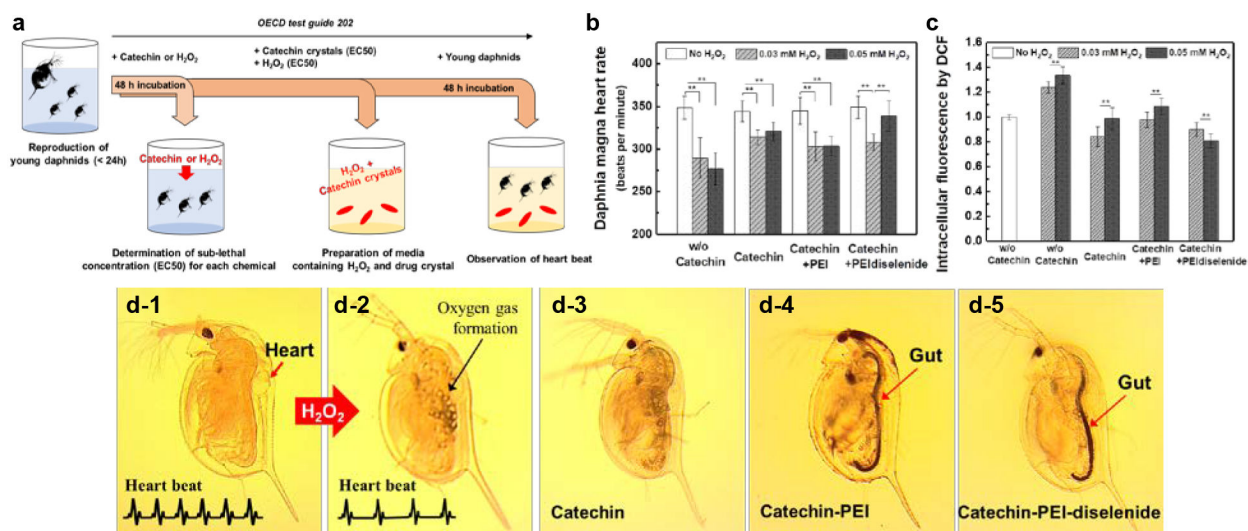 a
OECD test guide 202
+ Catechin or H₂O₂
+ Catechin crystals (EC50)
+ H₂O₂ (EC50)
+ Young daphnids
48 h incubation
48 h incubation
Reproduction of
young daphnids (< 24h)
Catechin or H₂O₂
H₂O₂ +
Catechin crystals
Determination of sub-lethal
concentration (EC50) for each chemical
Preparation of media
containing H₂O₂ and drug crystal
Observation of heart beat
b
No H₂O₂ 0.03 mM H₂O₂ 0.05 mM H₂O₂
Daphnia magna heart rate
(beats per minute)
400
350
300
250
200
** ** ** ** ** ** ** **
w/o
Catechin
Catechin
Catechin
+PEI
Catechin
+PEIdiselenide
c
No H₂O₂ 0.03 mM H₂O₂ 0.05 mM H₂O₂
Intracellular fluorescence by DCF
1.6
1.4
1.2
1.0
0.8
0.6
0.4
0.2
0.0
** ** ** **
w/o
Catechin
w/o
Catechin
Catechin
Catechin
+PEI
Catechin
+PEIdiselenide
d-1
Heart
Heart beat
H₂O₂
d-2
Oxygen gas
formation
Heart beat
d-3
Catechin
d-4
Gut
Catechin-PEI
d-5
Gut
Catechin-PEI-diselenide